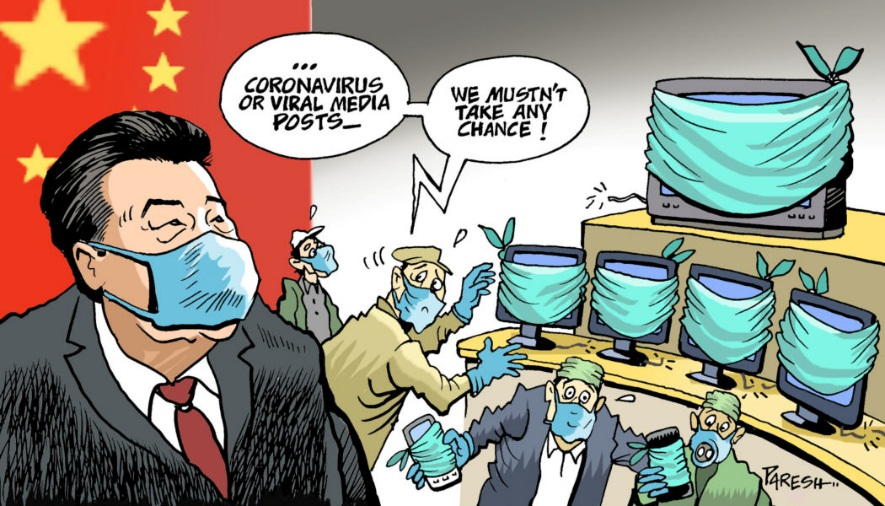 ...
CORONAVIRUS
OR VIRAL MEDIA
POSTS_
WE MUSTN'T
TAKE ANY
CHANCE !
PARESH..